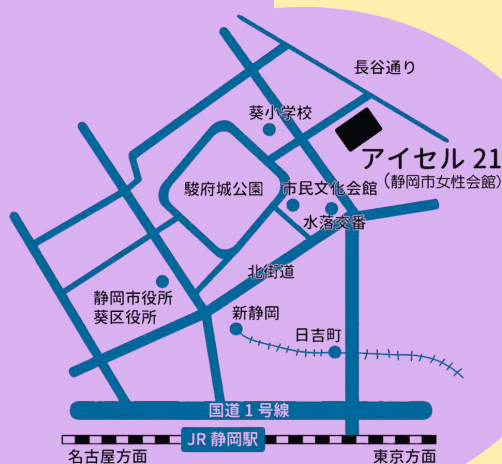 長谷通り
葵小学校
アイセル 21
(静岡市女性会館)
駿府城公園
市民文化会館
水落交番
北街道
静岡市役所
葵区役所
新静岡
日吉町
国道 1 号線
JR 静岡駅
名古屋方面
東京方面